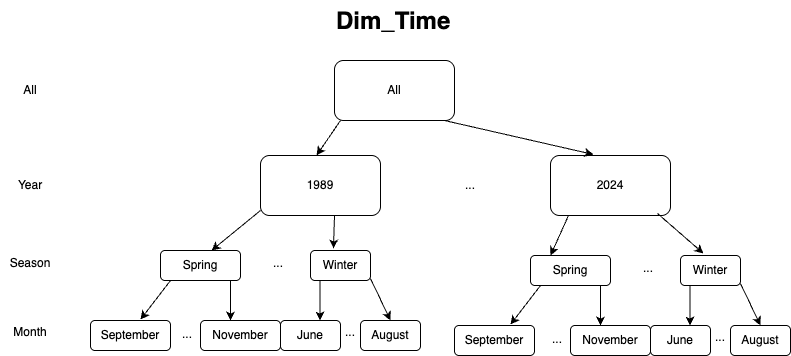 Dim_Time
All
All
Year
1989
...
2024
Season
Spring
...
Winter
Spring
...
Winter
Month
September
...
November
June
...
August
September
...
November
June
...
August